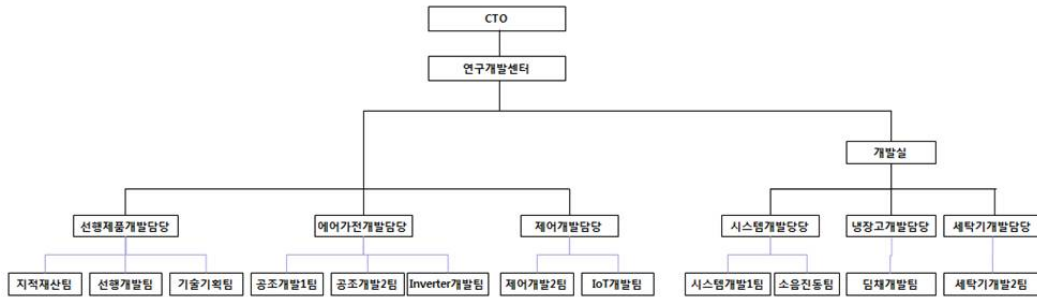 CTO
연구개발센터
개발실
선행제품개발담당
에어가전개발담당
제어개발담당
시스템개발담당
냉장고개발담당
세탁기개발담당
지적재산팀
선행개발팀
기술기획팀
공조개발1팀
공조개발2팀
Inverter개발팀
제어개발2팀
IoT개발팀
시스템개발1팀
소음진동팀
딤채개발팀
세탁기개발2팀